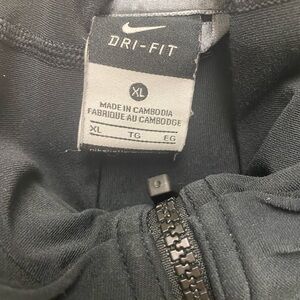 DRI-FIT
XL
MADE IN CAMBODIA
FABRIQUÉ AU CAMBODGE
XL TG EG